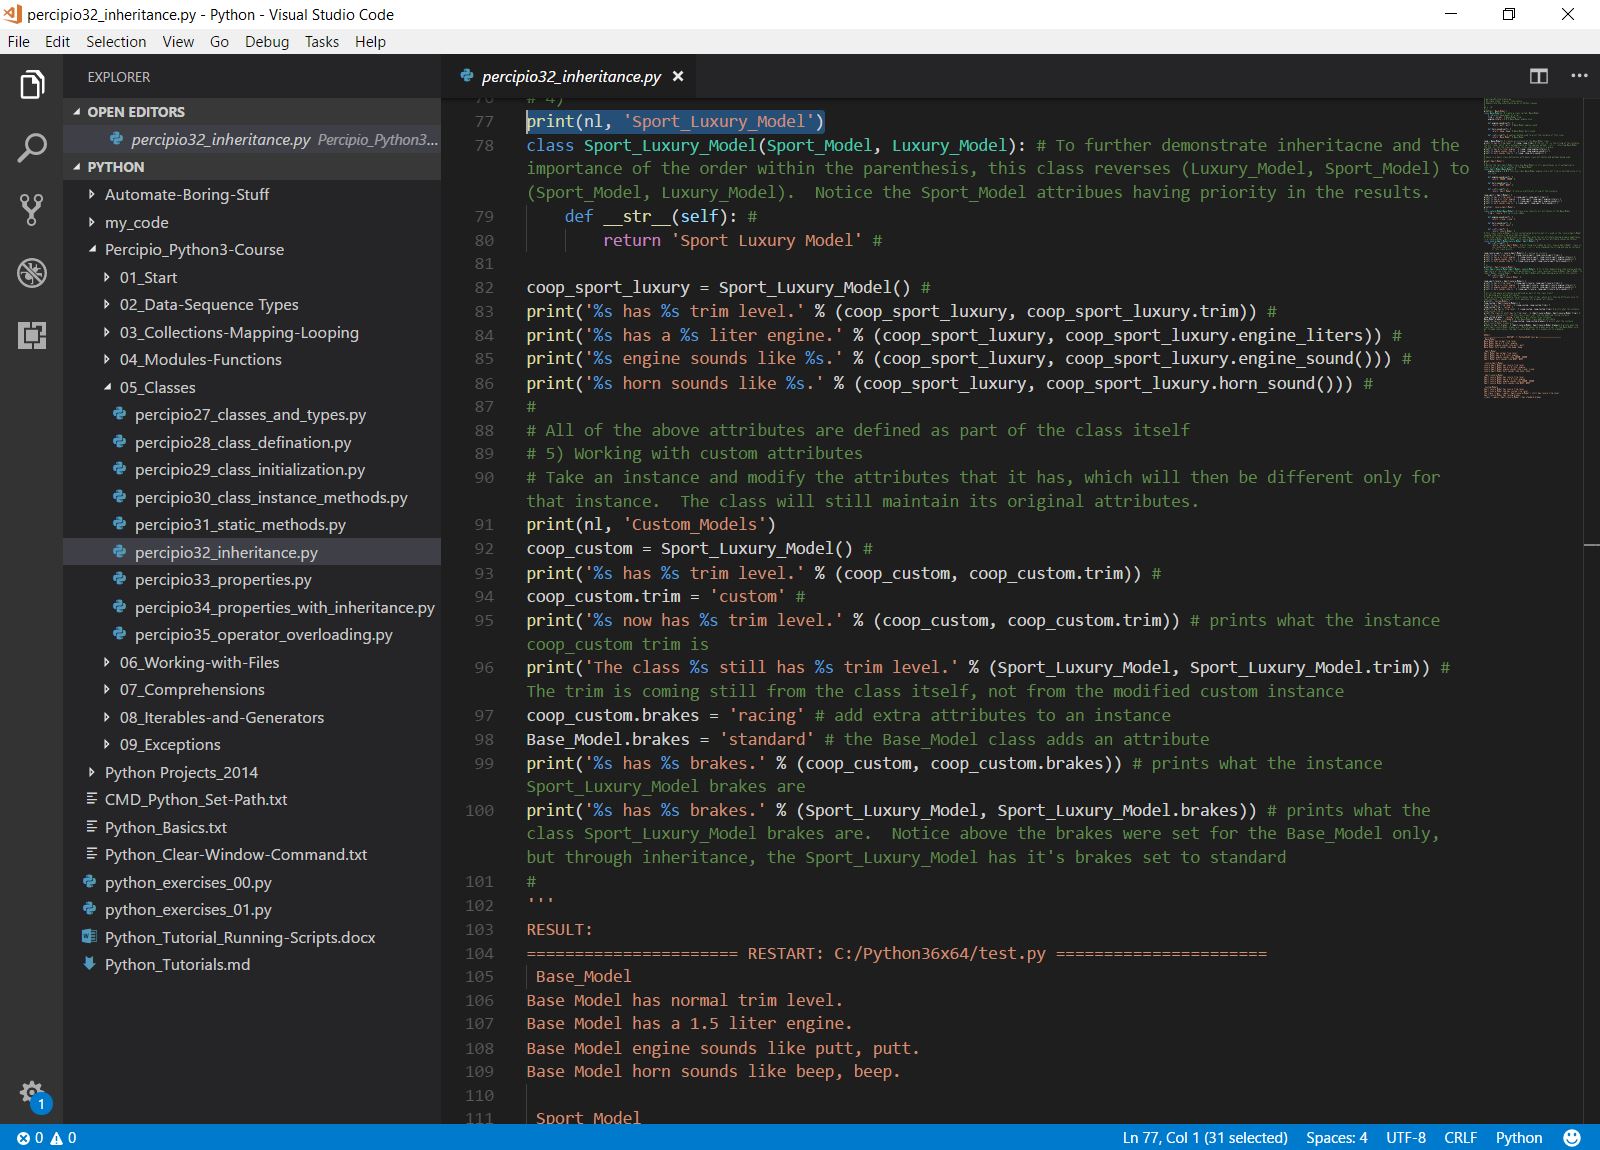 percipio32_inheritance.py - Python - Visual Studio Code
File Edit Selection View Go Debug Tasks Help
EXPLORER
OPEN EDITORS
percipio32_inheritance.py Percipio_Python3...
PYTHON
Automate-Boring-Stuff
my_code
Percipio_Python3-Course
01_Start
02_Data-Sequence Types
03_Collections-Mapping-Looping
04_Modules-Functions
05_Classes
percipio27_classes_and_types.py
percipio28_class_defination.py
percipio29_class_initialization.py
percipio30_class_instance_methods.py
percipio31_static_methods.py
percipio32_inheritance.py
percipio33_properties.py
percipio34_properties_with_inheritance.py
percipio35_operator_overloading.py
06_Working-with-Files
07_Comprehensions
08_Iterables-and-Generators
09_Exceptions
Python Projects_2014
CMD_Python_Set-Path.txt
Python_Basics.txt
Python_Clear-Window-Command.txt
python_exercises_00.py
python_exercises_01.py
Python_Tutorial_Running-Scripts.docx
Python_Tutorials.md
1
percipio32_inheritance.py
76 # 4)
77 print(nl, 'Sport_Luxury_Model')
78 class Sport_Luxury_Model(Sport_Model, Luxury_Model): # To further demonstrate inheritacne and the
importance of the order within the parenthesis, this class reverses (Luxury_Model, Sport_Model) to
(Sport_Model, Luxury_Model).  Notice the Sport_Model attribues having priority in the results.
79     def __str__(self): #
80         return 'Sport Luxury Model' #
81
82 coop_sport_luxury = Sport_Luxury_Model() #
83 print('%s has %s trim level.' % (coop_sport_luxury, coop_sport_luxury.trim)) #
84 print('%s has a %s liter engine.' % (coop_sport_luxury, coop_sport_luxury.engine_liters)) #
85 print('%s engine sounds like %s.' % (coop_sport_luxury, coop_sport_luxury.engine_sound())) #
86 print('%s horn sounds like %s.' % (coop_sport_luxury, coop_sport_luxury.horn_sound())) #
87 #
88 # All of the above attributes are defined as part of the class itself
89 # 5) Working with custom attributes
90 # Take an instance and modify the attributes that it has, which will then be different only for
that instance.  The class will still maintain its original attributes.
91 print(nl, 'Custom_Models')
92 coop_custom = Sport_Luxury_Model() #
93 print('%s has %s trim level.' % (coop_custom, coop_custom.trim)) #
94 coop_custom.trim = 'custom' #
95 print('%s now has %s trim level.' % (coop_custom, coop_custom.trim)) # prints what the instance
coop_custom trim is
96 print('The class %s still has %s trim level.' % (Sport_Luxury_Model, Sport_Luxury_Model.trim)) #
The trim is coming still from the class itself, not from the modified custom instance
97 coop_custom.brakes = 'racing' # add extra attributes to an instance
98 Base_Model.brakes = 'standard' # the Base_Model class adds an attribute
99 print('%s has %s brakes.' % (coop_custom, coop_custom.brakes)) # prints what the instance
Sport_Luxury_Model brakes are
100 print('%s has %s brakes.' % (Sport_Luxury_Model, Sport_Luxury_Model.brakes)) # prints what the
class Sport_Luxury_Model brakes are.  Notice above the brakes were set for the Base_Model only,
but through inheritance, the Sport_Luxury_Model has it's brakes set to standard
101 #
102 '''
103 RESULT:
104 ====================== RESTART: C:/Python36x64/test.py ======================
105  Base_Model
106 Base Model has normal trim level.
107 Base Model has a 1.5 liter engine.
108 Base Model engine sounds like putt, putt.
109 Base Model horn sounds like beep, beep.
110
111  Sport Model
0 0 Ln 77, Col 1 (31 selected) Spaces: 4 UTF-8 CRLF Python